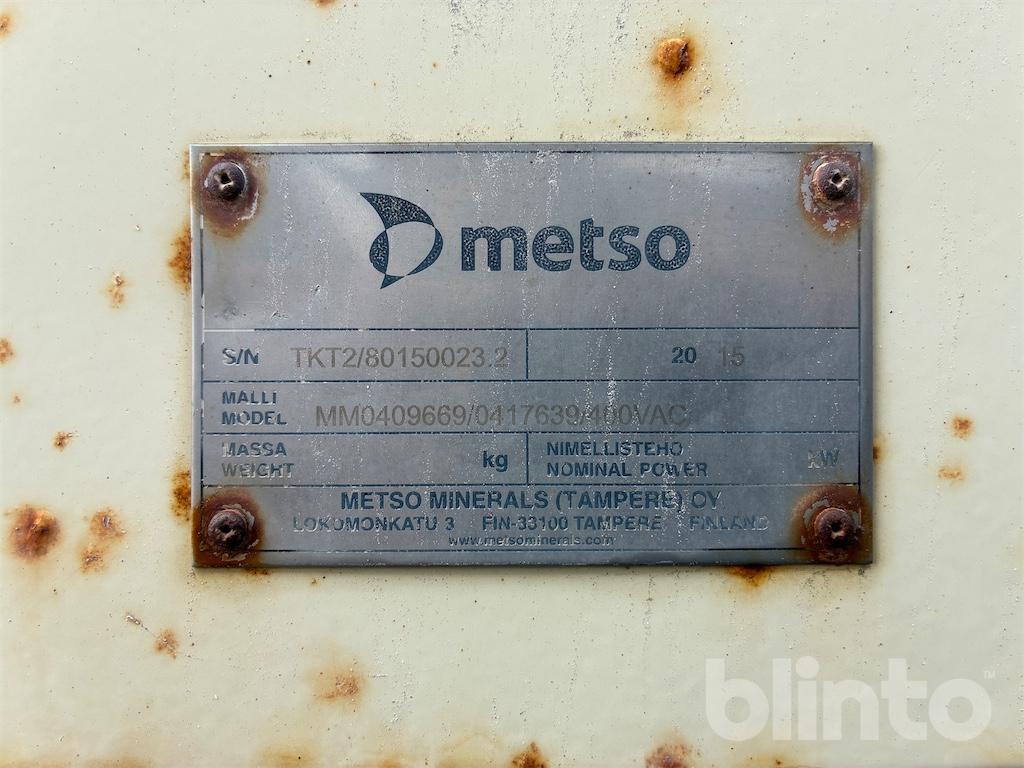 metso
S/N TKT2/80150023.2 20 15
MALLI
MODEL MM0409669/0417639/400VAC
MASSA
WEIGHT kg
NIMELLISTEHO
NOMINAL POWER kW
METSO MINERALS (TAMPERE) OY
LOKOMONKATU 3 FIN-33100 TAMPERE FINLAND
www.metsominerals.com
blinto™